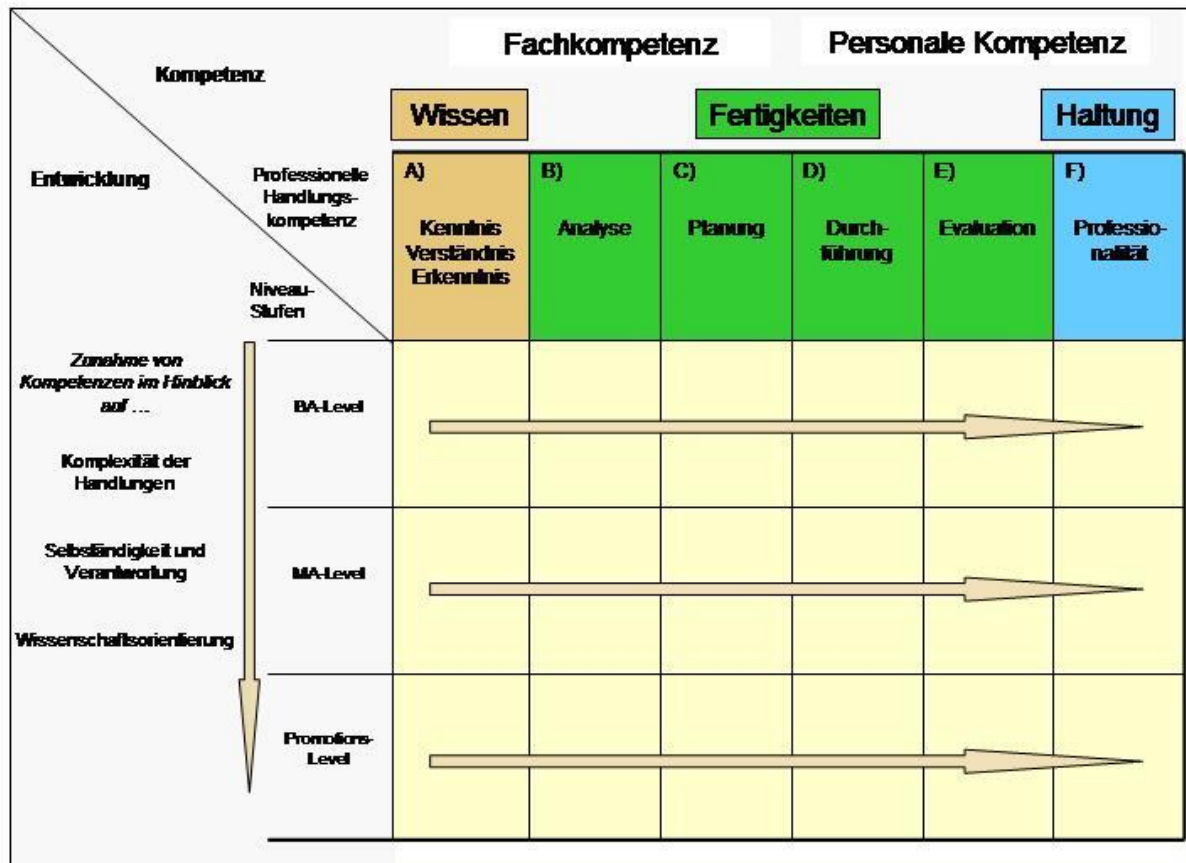 Fachkompetenz
Personale Kompetenz
Kompetenz
Wissen
Fertigkeiten
Haltung
Entwicklung
Professionelle
Handlungs-
kompetenz
Niveau-
Stufen
A)
Kenntnis
Verständnis
Erkenntnis
B)
Analyse
C)
Planung
D)
Durch-
führung
E)
Evaluation
F)
Professio-
nalität
Zunahme von
Kompetenzen im Hinblick
auf ...
Komplexität der
Handlungen
Selbständigkeit und
Verantwortung
Wissenschaftsorientierung
BA-Level
MA-Level
Promotions-
Level